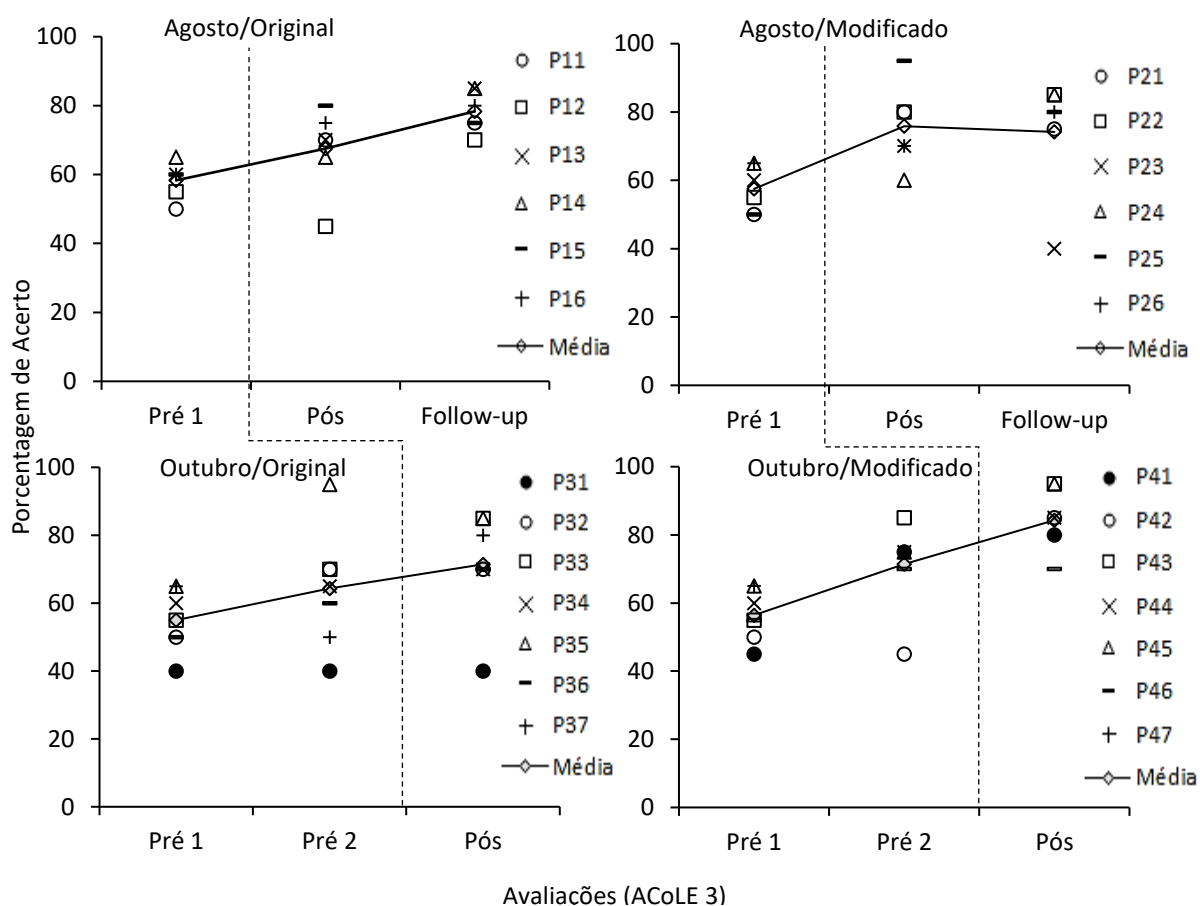 Agosto/Original
100
80
60
40
20
0
Pré 1
Pós
Follow-up
P11
P12
P13
P14
P15
P16
Média
Agosto/Modificado
100
80
60
40
20
0
Pré 1
Pós
Follow-up
P21
P22
P23
P24
P25
P26
Média
Porcentagem de Acerto
Outubro/Original
100
80
60
40
20
0
Pré 1
Pré 2
Pós
P31
P32
P33
P34
P35
P36
P37
Média
Outubro/Modificado
100
80
60
40
20
0
Pré 1
Pré 2
Pós
P41
P42
P43
P44
P45
P46
P47
Média
Avaliações (ACoLE 3)